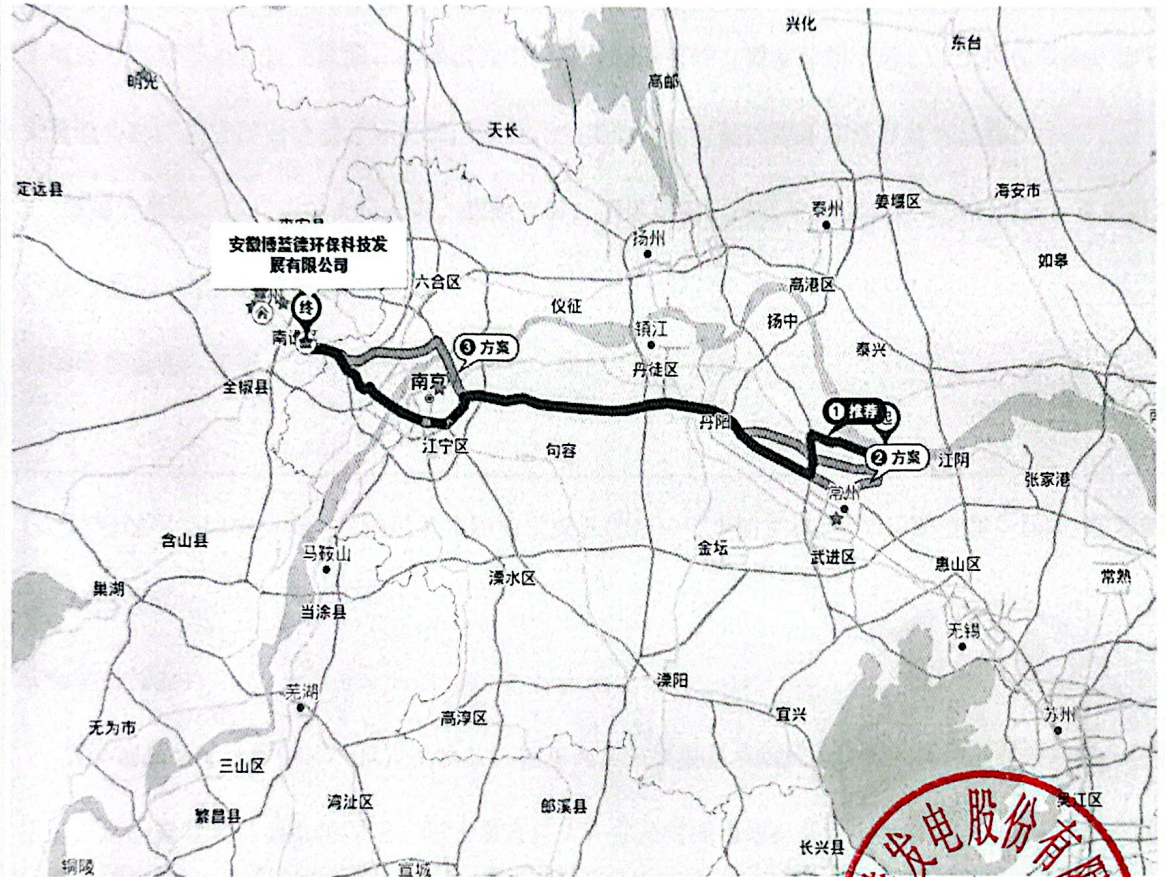 兴化
东台
明光
高邮
天长
定远县
海安市
姜堰区
泰州
安徽博蓝德环保科技发
展有限公司
扬州
如皋
六合区
高港区
仪征
扬中
终
镇江
③ 方案
泰兴
丹徒区
全椒县
南京
① 推荐
起
丹阳
江宁区
句容
② 方案
江阴
张家港
常州
含山县
马鞍山
金坛
武进区
惠山区
溧水区
常熟
巢湖
当涂县
无锡
溧阳
芜湖
高淳区
宜兴
苏州
无为市
三山区
湾沚区
郎溪县
吴江区
繁昌县
长兴县
铜陵
宣城
发电股份有限